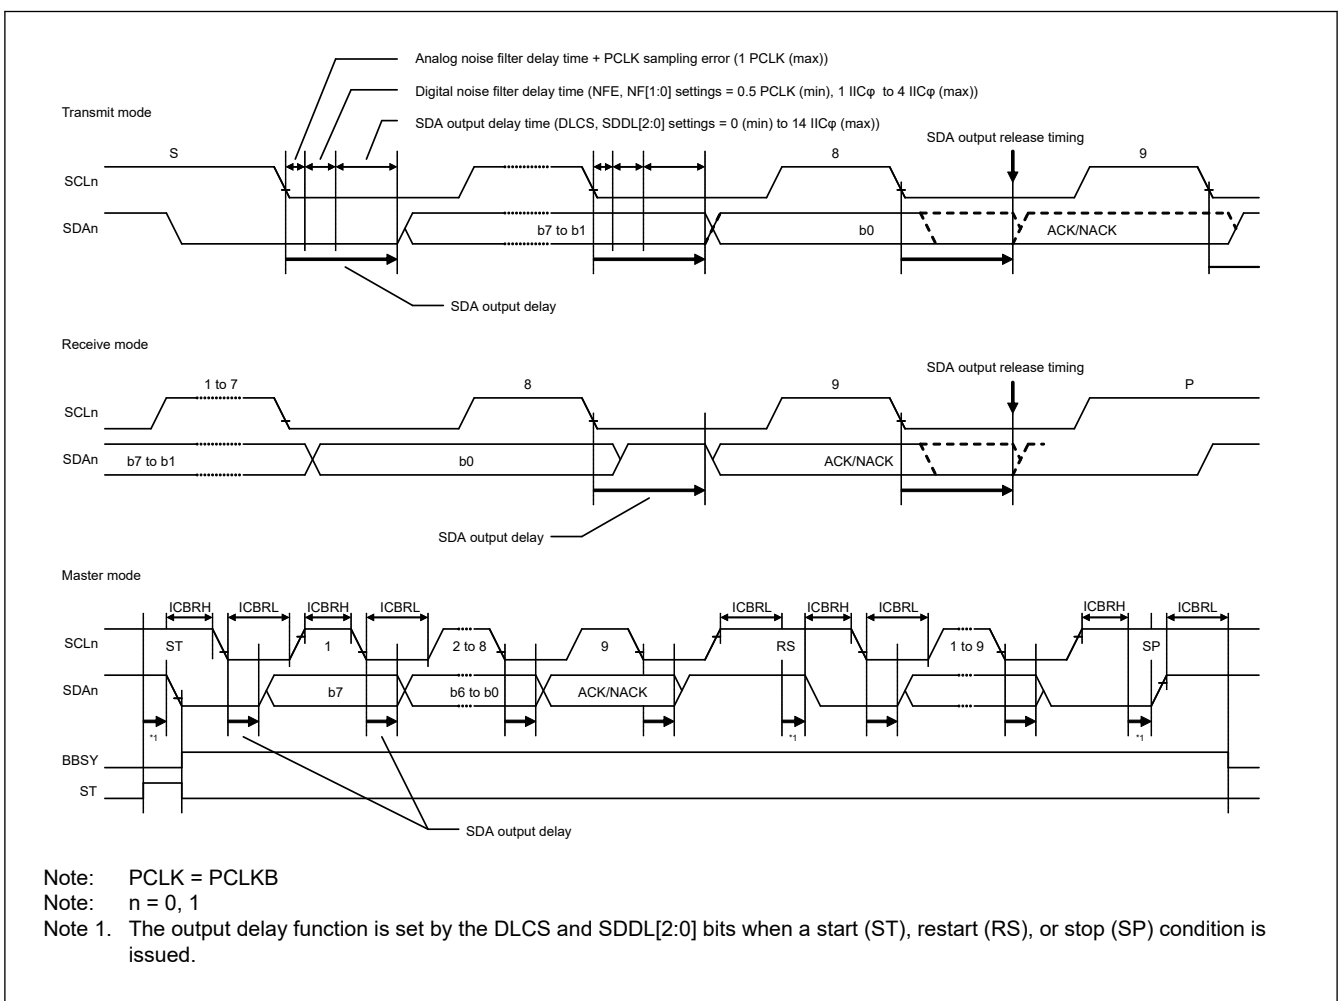 Analog noise filter delay time + PCLK sampling error (1 PCLK (max))
Digital noise filter delay time (NFE, NF[1:0] settings = 0.5 PCLK (min), 1 IICφ to 4 IICφ (max))
Transmit mode
SDA output delay time (DLCS, SDDL[2:0] settings = 0 (min) to 14 IICφ (max))
SDA output release timing
S 8 9
SCLn
SDAn b7 to b1 b0 ACK/NACK
SDA output delay
Receive mode
SDA output release timing
1 to 7 8 9 P
SCLn
SDAn b7 to b1 b0 ACK/NACK
SDA output delay
Master mode
ICBRH ICBRL ICBRH ICBRL ICBRL ICBRH ICBRL ICBRH ICBRL
SCLn ST 1 2 to 8 9 RS 1 to 9 SP
SDAn b7 b6 to b0 ACK/NACK
*1 *1 *1
BBSY
ST
SDA output delay
Note: PCLK = PCLKB
Note: n = 0, 1
Note 1. The output delay function is set by the DLCS and SDDL[2:0] bits when a start (ST), restart (RS), or stop (SP) condition is
issued.